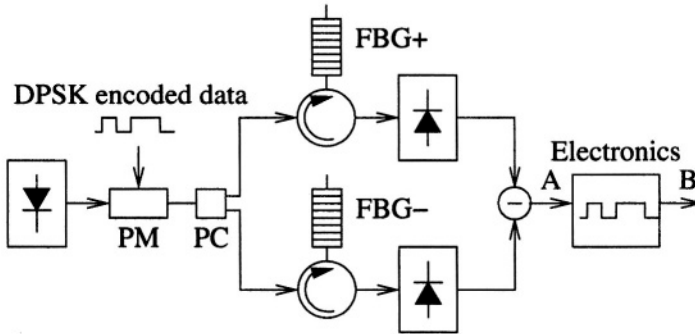 FBG+
DPSK encoded data
Electronics
A
B
PM
PC
FBG−
−